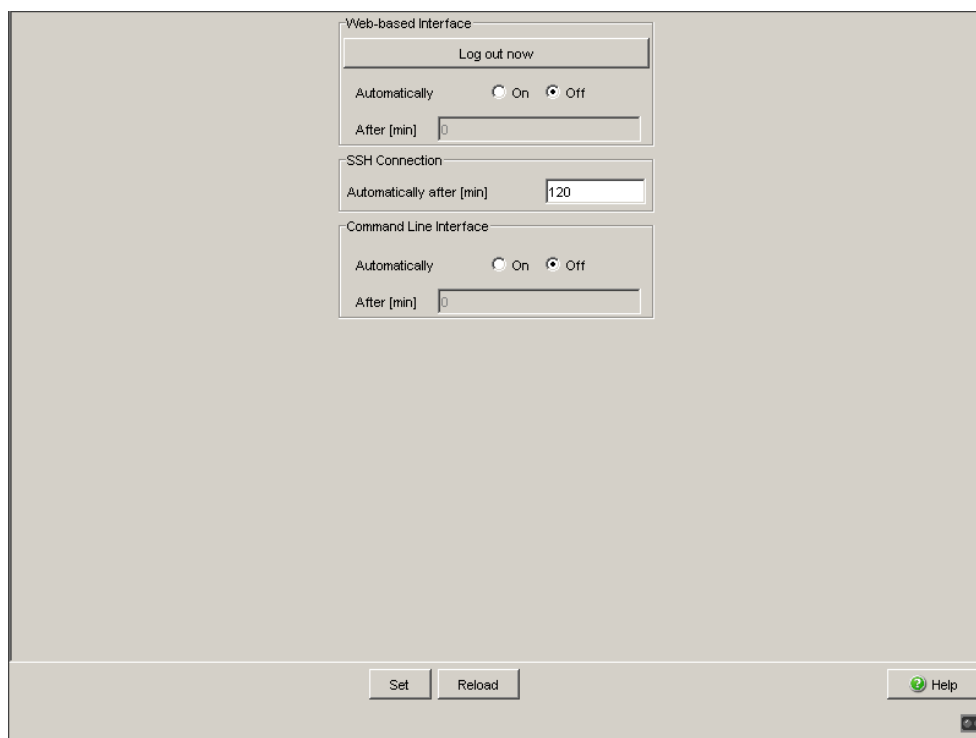 Web-based Interface
Log out now
Automatically On Off
After [min] 0
SSH Connection
Automatically after [min] 120
Command Line Interface
Automatically On Off
After [min] 0
Set Reload Help